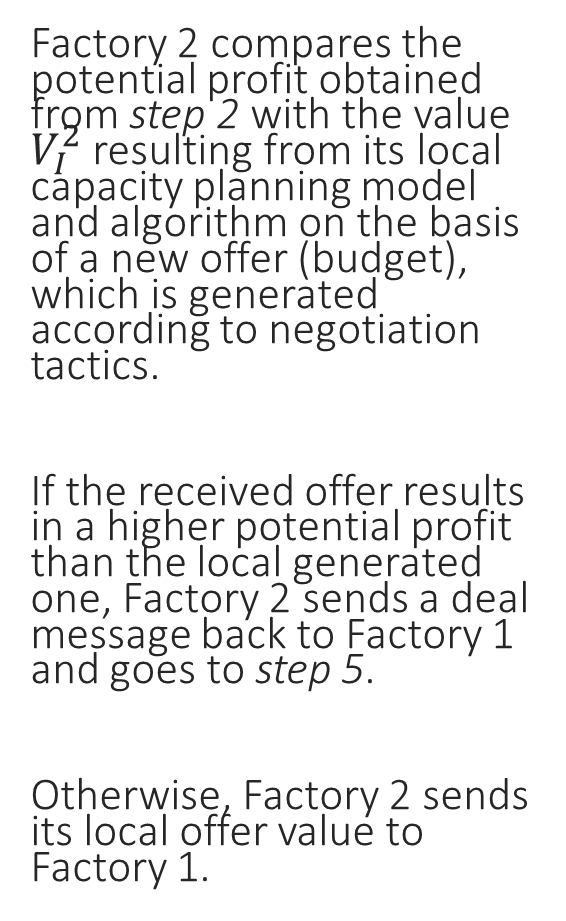 Factory 2 compares the
potential profit obtained
from step 2 with the value
$V_I^2$ resulting from its local
capacity planning model
and algorithm on the basis
of a new offer (budget),
which is generated
according to negotiation
tactics.
If the received offer results
in a higher potential profit
than the local generated
one, Factory 2 sends a deal
message back to Factory 1
and goes to step 5.
Otherwise, Factory 2 sends
its local offer value to
Factory 1.